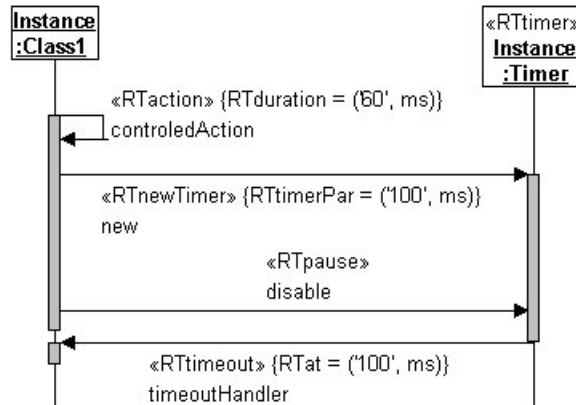 Instance
:Class1
«RTtimer»
Instance
:Timer
«RTaction» {RTduration = ('60', ms)}
controledAction
«RTnewTimer» {RTtimerPar = ('100', ms)}
new
«RTpause»
disable
«RTtimeout» {RTat = ('100', ms)}
timeoutHandler